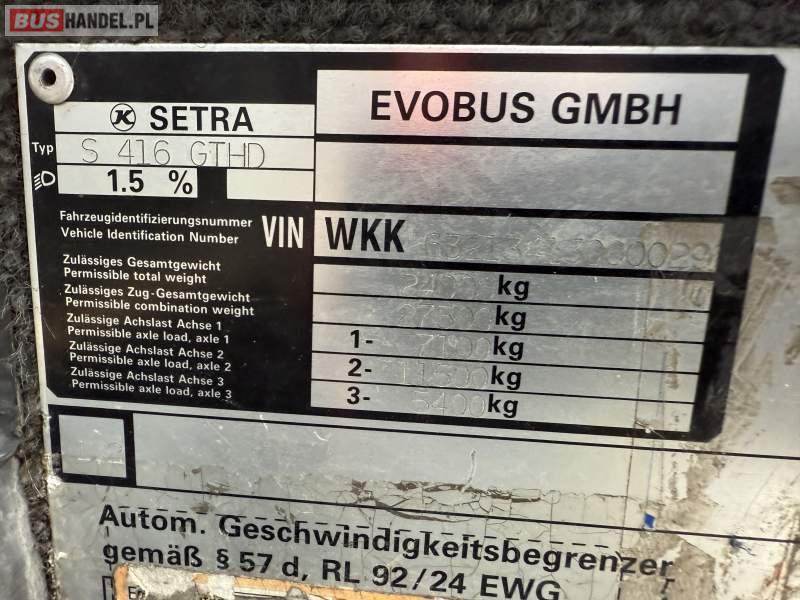 BUSHANDEL.PL
SETRA
EVOBUS GMBH
Typ S 416 GTHD
1.5 %
Fahrzeugidentifizierungsnummer
Vehicle Identification Number
VIN WKK
Zulässiges Gesamtgewicht
Permissible total weight
kg
Zulässiges Zug-Gesamtgewicht
Permissible combination weight
kg
Zulässige Achslast Achse 1
Permissible axle load, axle 1
1- kg
Zulässige Achslast Achse 2
Permissible axle load, axle 2
2- 11500 kg
Zulässige Achslast Achse 3
Permissible axle load, axle 3
3- 5400 kg
Autom. Geschwindigkeitsbegrenzer
gemäß § 57 d, RL 92/24 EWG